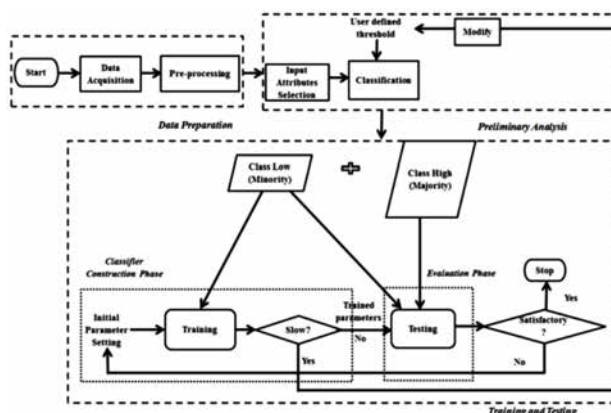 User defined
threshold
Modify
Start
Data
Acquisition
Pre-processing
Input
Attributes
Selection
Classification
Data Preparation
Preliminary Analysis
Class Low
(Minority)
Class High
(Majority)
Classifier
Construction Phase
Evaluation Phase
Stop
Initial
Parameter
Setting
Training
Slow?
Trained
parameters
No
Testing
Satisfactory
?
Yes
Yes
No
Training and Testing